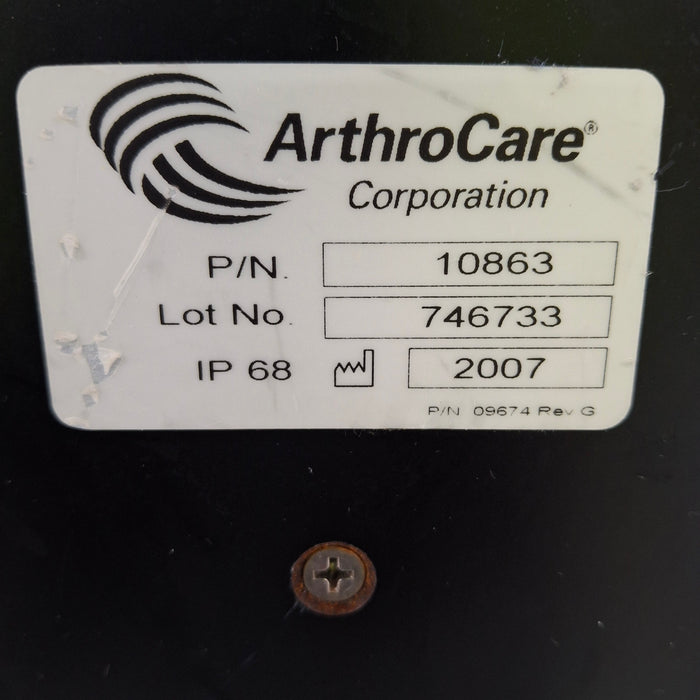 ArthroCare®
Corporation
P/N. 10863
Lot No. 746733
IP 68 2007
P/N 09674 Rev G